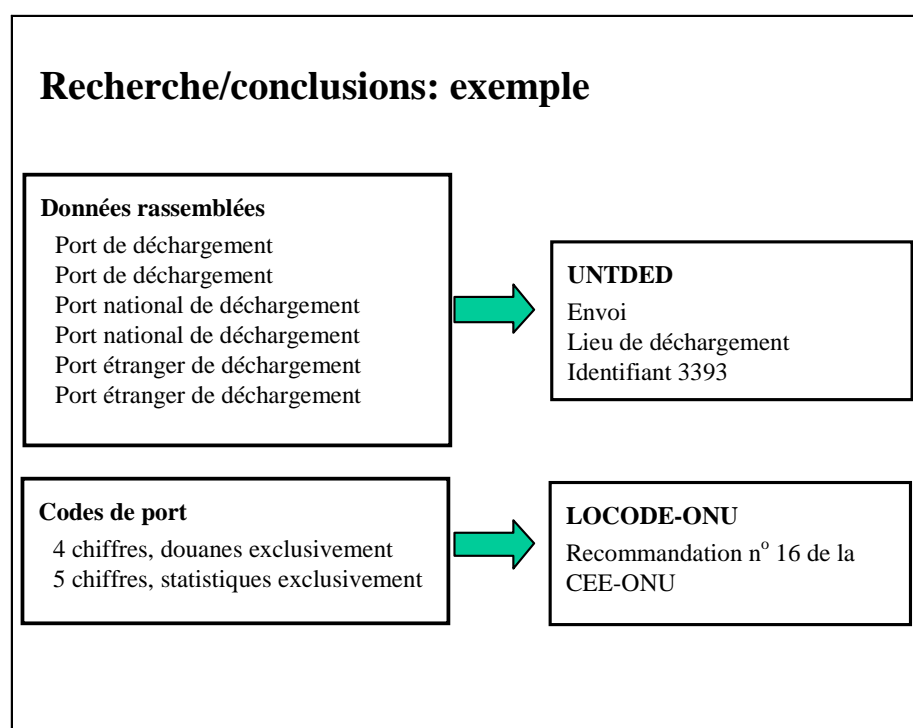 Recherche/conclusions: exemple
Données rassemblées
Port de déchargement
Port de déchargement
Port national de déchargement
Port national de déchargement
Port étranger de déchargement
Port étranger de déchargement
UNTDED
Envoi
Lieu de déchargement
Identifiant 3393
Codes de port
4 chiffres, douanes exclusivement
5 chiffres, statistiques exclusivement
LOCODE-ONU
Recommandation nº 16 de la
CEE-ONU